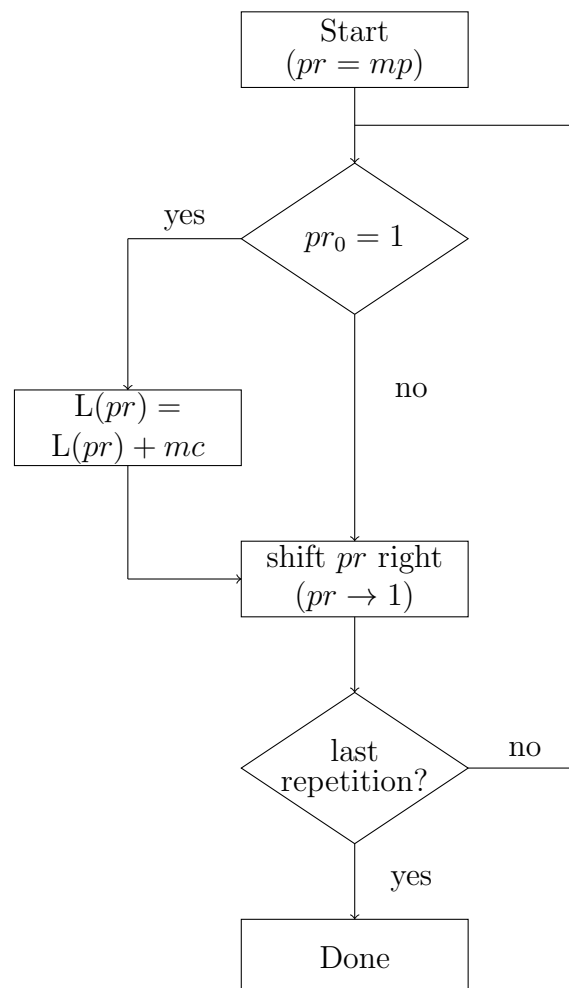 Start
(pr = mp)
yes
pr₀ = 1
no
L(pr) =
L(pr) + mc
shift pr right
(pr → 1)
last
repetition?
no
yes
Done